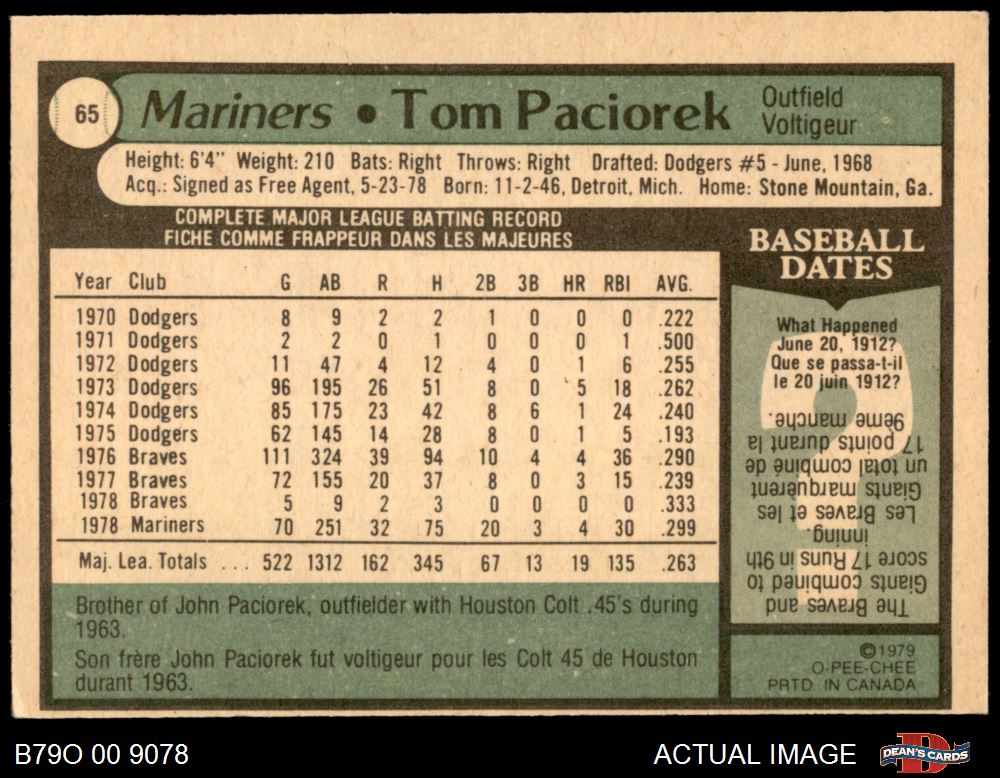 65 Mariners • Tom Paciorek Outfield
Voltigeur
Height: 6'4" Weight: 210 Bats: Right Throws: Right Drafted: Dodgers #5 - June, 1968
Acq.: Signed as Free Agent, 5-23-78 Born: 11-2-46, Detroit, Mich. Home: Stone Mountain, Ga.
COMPLETE MAJOR LEAGUE BATTING RECORD
FICHE COMME FRAPPEUR DANS LES MAJEURES
Year Club G AB R H 2B 3B HR RBI AVG.
1970 Dodgers 8 9 2 2 1 0 0 0 .222
1971 Dodgers 2 2 0 1 0 0 0 1 .500
1972 Dodgers 11 47 4 12 4 0 1 6 .255
1973 Dodgers 96 195 26 51 8 0 5 18 .262
1974 Dodgers 85 175 23 42 8 6 1 24 .240
1975 Dodgers 62 145 14 28 8 0 1 5 .193
1976 Braves 111 324 39 94 10 4 4 36 .290
1977 Braves 72 155 20 37 8 0 3 15 .239
1978 Braves 5 9 2 3 0 0 0 0 .333
1978 Mariners 70 251 32 75 20 3 4 30 .299
Maj. Lea. Totals ... 522 1312 162 345 67 13 19 135 .263
Brother of John Paciorek, outfielder with Houston Colt .45's during
1963.
Son frère John Paciorek fut voltigeur pour les Colt 45 de Houston
durant 1963.
BASEBALL
DATES
What Happened
June 20, 1912?
Que se passa-t-il
le 20 juin 1912?
The Braves and
Giants combined to
score 17 Runs in 9th
inning.
Les Braves et les
Giants marquèrent
un total combiné de
17 points durant la
9ème manche.
©1979
O-PEE-CHEE
PRTD. IN CANADA
B79O 00 9078
ACTUAL IMAGE
DEAN'S CARDS